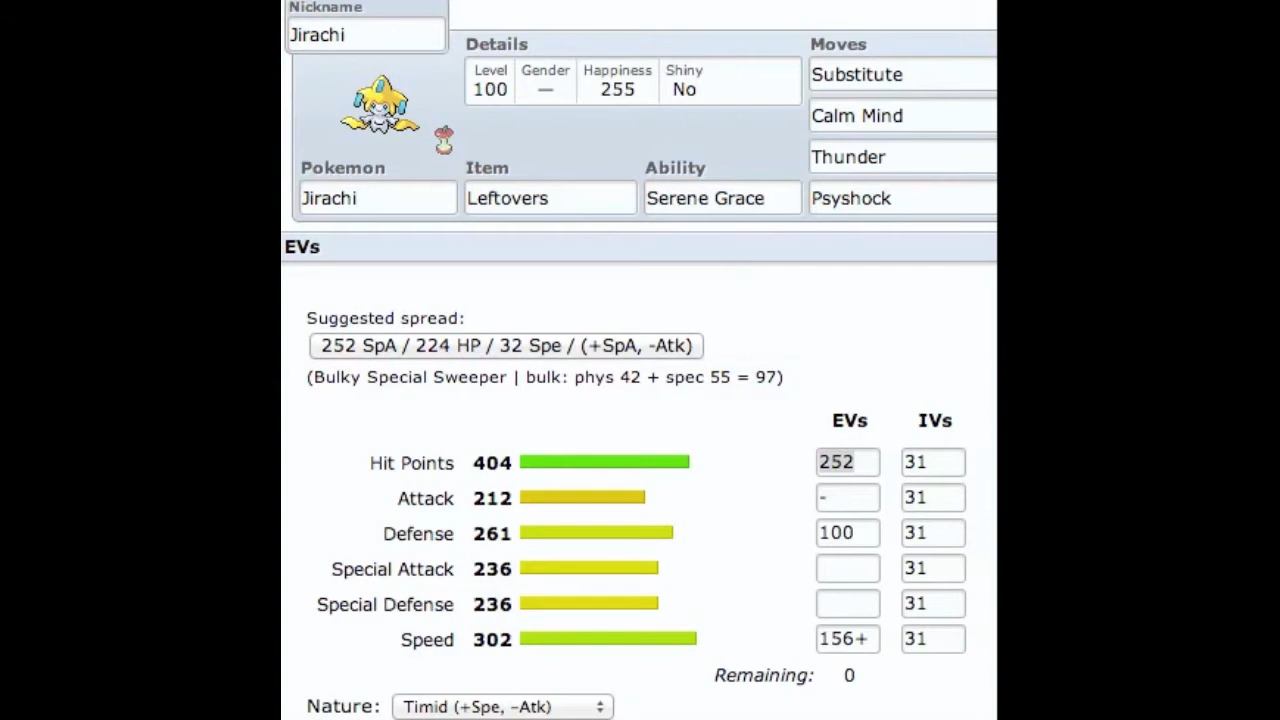 Nickname
Jirachi
Details
Moves
Level Gender Happiness Shiny
100 — 255 No
Substitute
Calm Mind
Thunder
Pokemon Item Ability
Jirachi Leftovers Serene Grace Psyshock
EVs
Suggested spread:
252 SpA / 224 HP / 32 Spe / (+SpA, -Atk)
(Bulky Special Sweeper | bulk: phys 42 + spec 55 = 97)
EVs IVs
Hit Points 404 252 31
Attack 212 - 31
Defense 261 100 31
Special Attack 236 31
Special Defense 236 31
Speed 302 156+ 31
Remaining: 0
Nature: Timid (+Spe, -Atk)